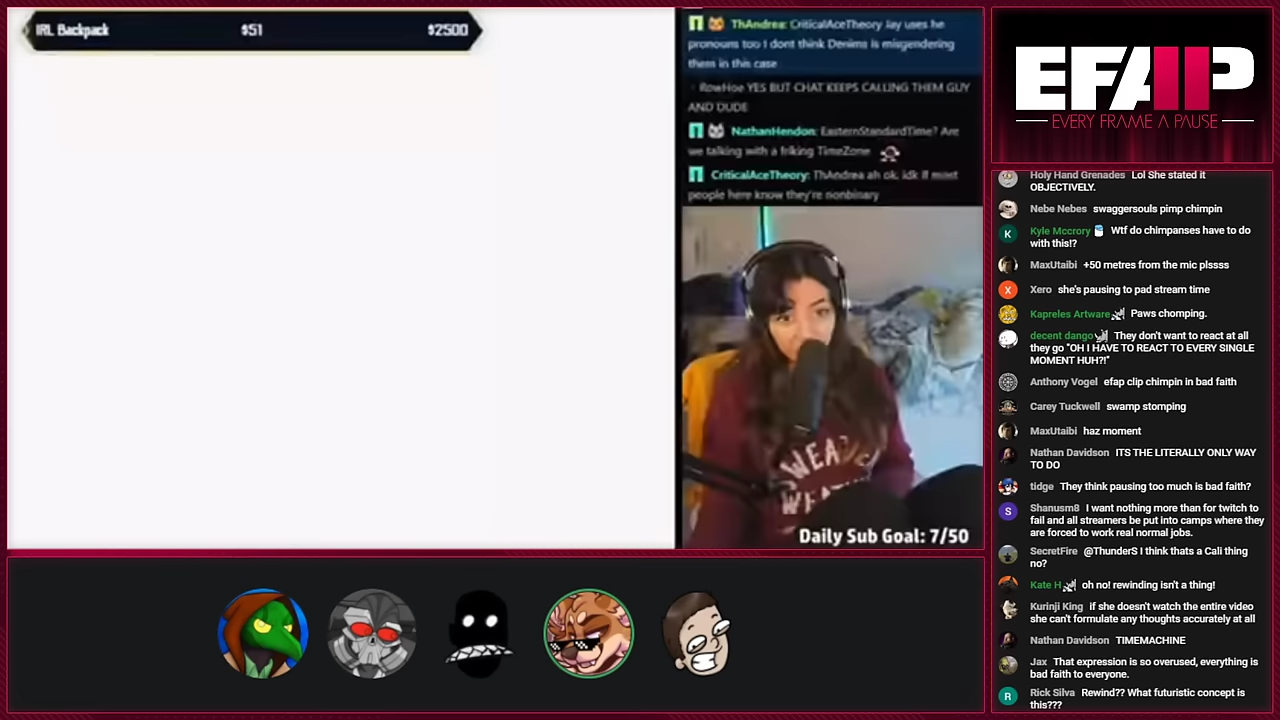 IRL Backpack $51 $2500
ThAndrea: CriticalAceTheory Jay uses he
pronouns too I dont think Denims is misgendering
them in this case
RowHoe YES BUT CHAT KEEPS CALLING THEM GUY
AND DUDE
NathanHendon: EasternStandardTime? Are
we talking with a friking TimeZone
CriticalAceTheory: ThAndrea ah ok, idk if most
people here know they're nonbinary
WEA
WEATH
Daily Sub Goal: 7/50
EFAP
EVERY FRAME A PAUSE
Holy Hand Grenades Lol She stated it
OBJECTIVELY.
Nebe Nebes swaggersouls pimp chimpin
K Kyle Mccrory Wtf do chimpanses have to do
with this!?
MaxUtaibi +50 metres from the mic plssss
X Xero she's pausing to pad stream time
Kapreles Artware Paws chomping.
decent dango They don't want to react at all
they go "OH I HAVE TO REACT TO EVERY SINGLE
MOMENT HUH?!"
Anthony Vogel efap clip chimpin in bad faith
Carey Tuckwell swamp stomping
MaxUtaibi haz moment
Nathan Davidson ITS THE LITERALLY ONLY WAY
TO DO
tidge They think pausing too much is bad faith?
S Shanusm8 I want nothing more than for twitch to
fail and all streamers be put into camps where they
are forced to work real normal jobs.
SecretFire @ThunderS I think thats a Cali thing
no?
Kate H oh no! rewinding isn't a thing!
Kurinji King if she doesn't watch the entire video
she can't formulate any thoughts accurately at all
Nathan Davidson TIMEMACHINE
Jax That expression is so overused, everything is
bad faith to everyone.
R Rick Silva Rewind?? What futuristic concept is
this???